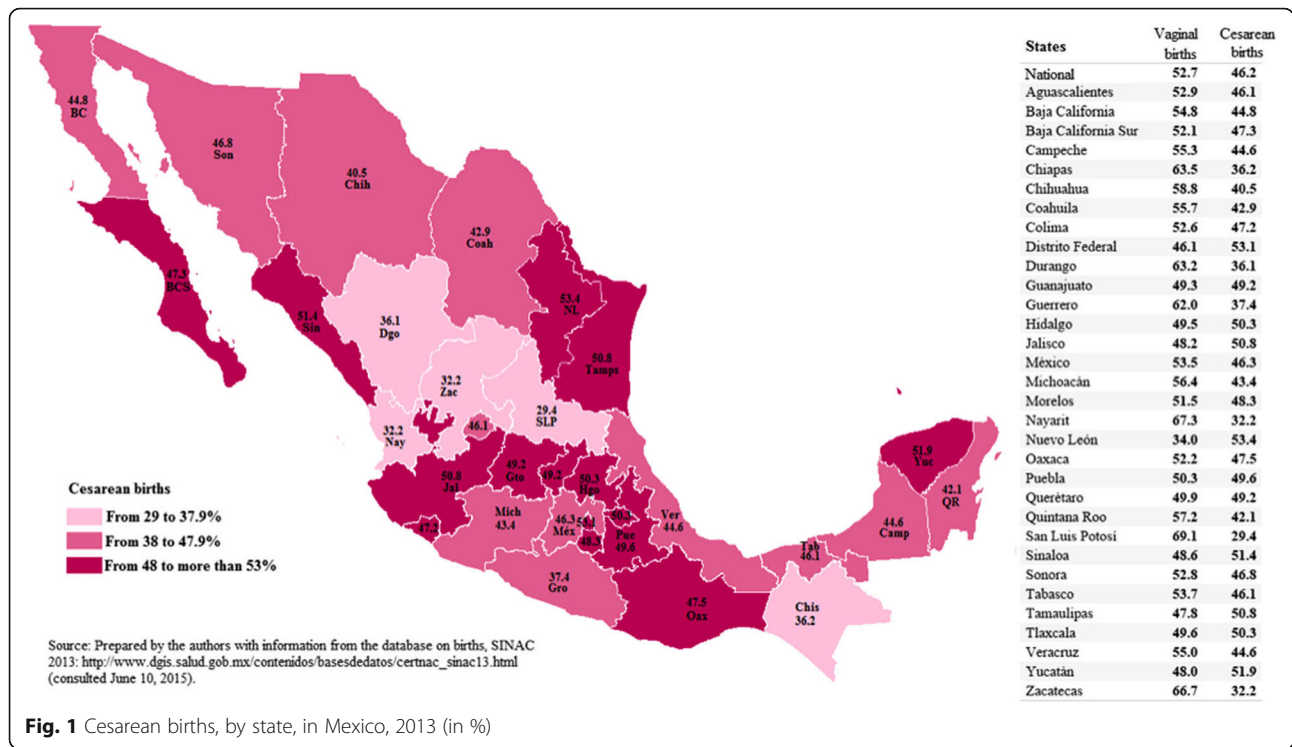 44.8
BC
46.8
Son
40.5
Chih
42.9
Coah
47.3
BCS
51.4
Sin
36.1
Dgo
53.4
NL
50.8
Tamps
32.2
Zac
29.4
SLP
32.2
Nay
46.1
50.8
Jal
49.2
Gto
49.2
50.3
Hgo
47.2
Mich
43.4
46.3
Méx
53.1
48.3
50.3
Pue
49.6
Ver
44.6
37.4
Gro
47.5
Oax
Tab
46.1
Chis
36.2
44.6
Camp
51.9
Yuc
42.1
QR
Cesarean births
From 29 to 37.9%
From 38 to 47.9%
From 48 to more than 53%
Source: Prepared by the authors with information from the database on births, SINAC
2013: http://www.dgis.salud.gob.mx/contenidos/basesdedatos/certnac_sinac13.html
(consulted June 10, 2015).
States Vaginal births Cesarean births
National 52.7 46.2
Aguascalientes 52.9 46.1
Baja California 54.8 44.8
Baja California Sur 52.1 47.3
Campeche 55.3 44.6
Chiapas 63.5 36.2
Chihuahua 58.8 40.5
Coahuila 55.7 42.9
Colima 52.6 47.2
Distrito Federal 46.1 53.1
Durango 63.2 36.1
Guanajuato 49.3 49.2
Guerrero 62.0 37.4
Hidalgo 49.5 50.3
Jalisco 48.2 50.8
México 53.5 46.3
Michoacán 56.4 43.4
Morelos 51.5 48.3
Nayarit 67.3 32.2
Nuevo León 34.0 53.4
Oaxaca 52.2 47.5
Puebla 50.3 49.6
Querétaro 49.9 49.2
Quintana Roo 57.2 42.1
San Luis Potosí 69.1 29.4
Sinaloa 48.6 51.4
Sonora 52.8 46.8
Tabasco 53.7 46.1
Tamaulipas 47.8 50.8
Tlaxcala 49.6 50.3
Veracruz 55.0 44.6
Yucatán 48.0 51.9
Zacatecas 66.7 32.2
Fig. 1 Cesarean births, by state, in Mexico, 2013 (in %)